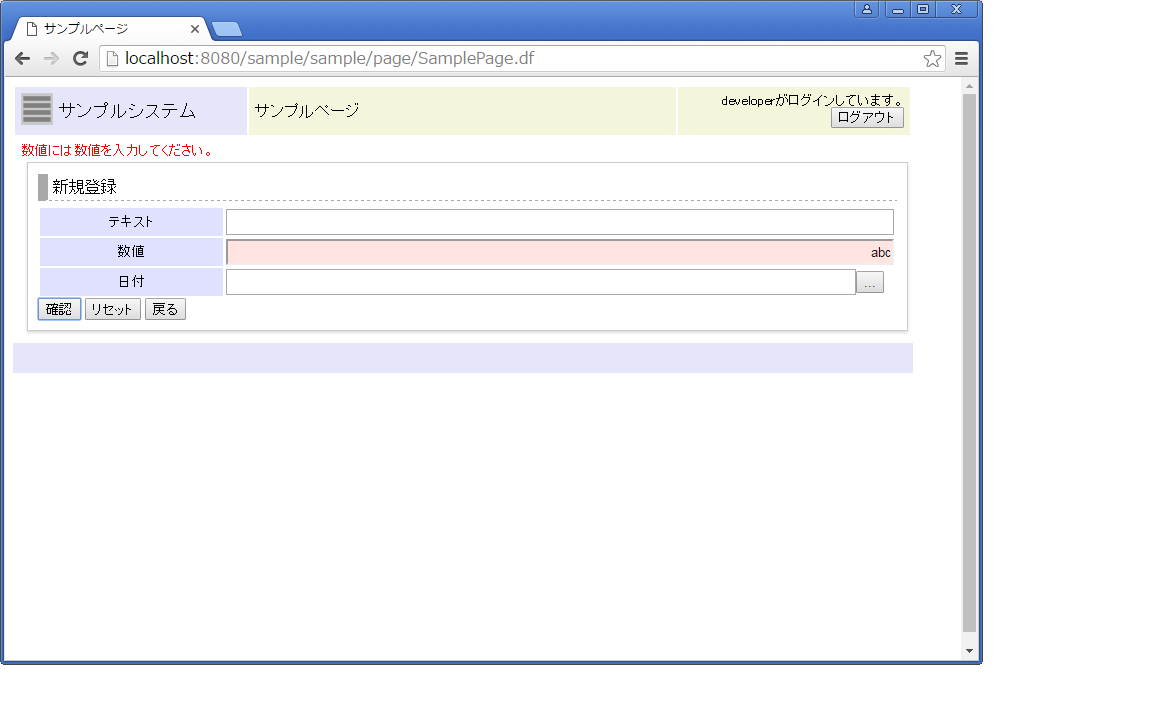 サンプルページ
localhost:8080/sample/sample/page/SamplePage.df
サンプルシステム
サンプルページ
developerがログインしています。
ログアウト
数値には数値を入力してください。
新規登録
テキスト
数値
abc
日付
...
確認 リセット 戻る